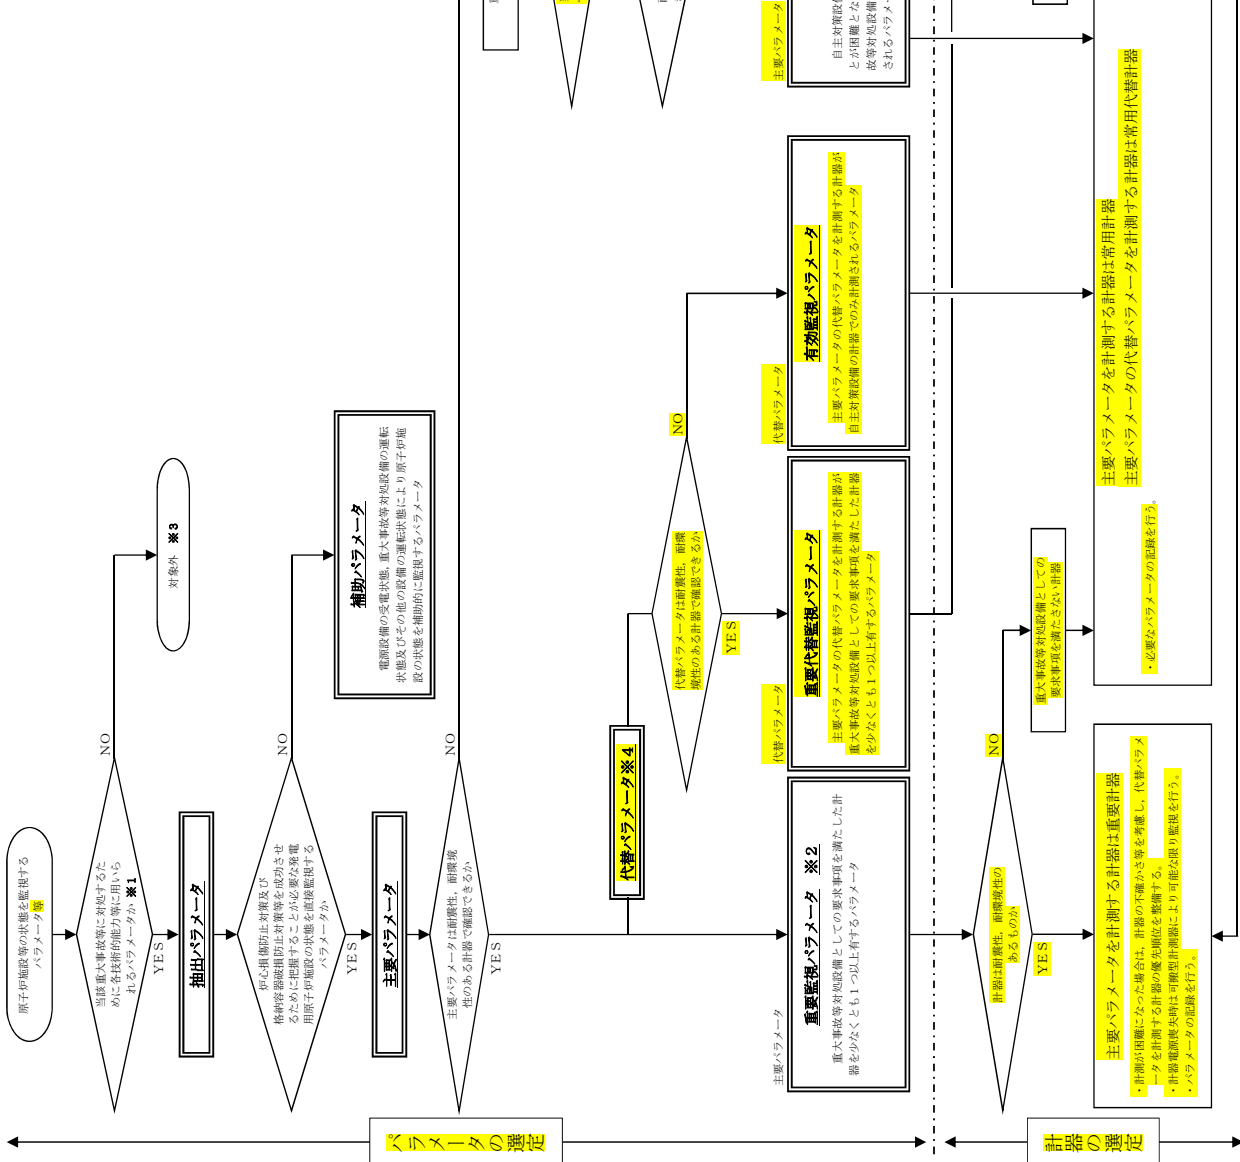 パラメータの選定
原子炉施設等の状態を監視する
パラメータ等
当該重大事故等に対処するた
めに各技術的能力等に用いら
れるパラメータか ※1
NO
対象外 ※3
YES
抽出パラメータ
炉心損傷防止対策及び
格納容器破損防止対策等を成功させ
るために把握することが必要な発電
用原子炉施設の状態を直接監視する
パラメータか
NO
補助パラメータ
電源設備の受電状態，重大事故等対処設備の運転
状態及びその他の設備の運転状態により原子炉施
設の状態を補助的に監視するパラメータ
YES
主要パラメータ
主要パラメータは耐震性，耐環境
性のある計器で確認できるか
NO
YES
代替パラメータ※4
代替パラメータは耐震性，耐環
境性のある計器で確認できるか
NO
YES
主要パラメータ
重要監視パラメータ ※2
重大事故等対処設備としての要求事項を満たした計
器を少なくとも1つ以上有するパラメータ
代替パラメータ
重要代替監視パラメータ
主要パラメータの代替パラメータを計測する計器が
重大事故等対処設備としての要求事項を満たした計器
を少なくとも1つ以上有するパラメータ
代替パラメータ
有効監視パラメータ
主要パラメータの代替パラメータを計測する計器が
自主対策設備の計器でのみ計測されるパラメータ
主要パラメータ
自主対策設備
とが困難とな
故等対処設備
されるパラメー
計器の選定
計器は耐震性，耐環境性の
あるものか
NO
重大事故等対処設備としての
要求事項を満たさない計器
YES
主要パラメータを計測する計器は重要計器
・計測が困難になった場合は，計器の不確かさ等を考慮し，代替パラメ
ータを計測する計器の優先順位を整備する。
・計器電源喪失時は可搬型計測器により可能な限り監視を行う。
・パラメータの記録を行う。
主要パラメータを計測する計器は常用計器
主要パラメータの代替パラメータを計測する計器は常用代替計器
・必要なパラメータの記録を行う。